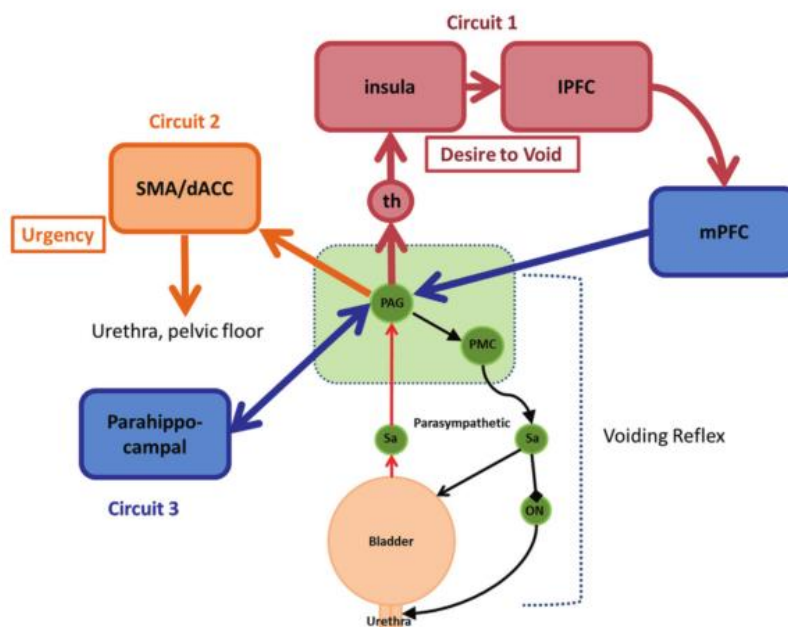 Circuit 1
insula
lPFC
Circuit 2
Desire to Void
SMA/dACC
th
Urgency
mPFC
PAG
Urethra, pelvic floor
PMC
Parahippo-
campal
Sa
Parasympathetic
Sa
Voiding Reflex
Circuit 3
ON
Bladder
Urethra